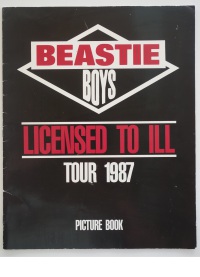 BEASTIE
BOYS
LICENSED TO ILL
TOUR 1987
PICTURE BOOK